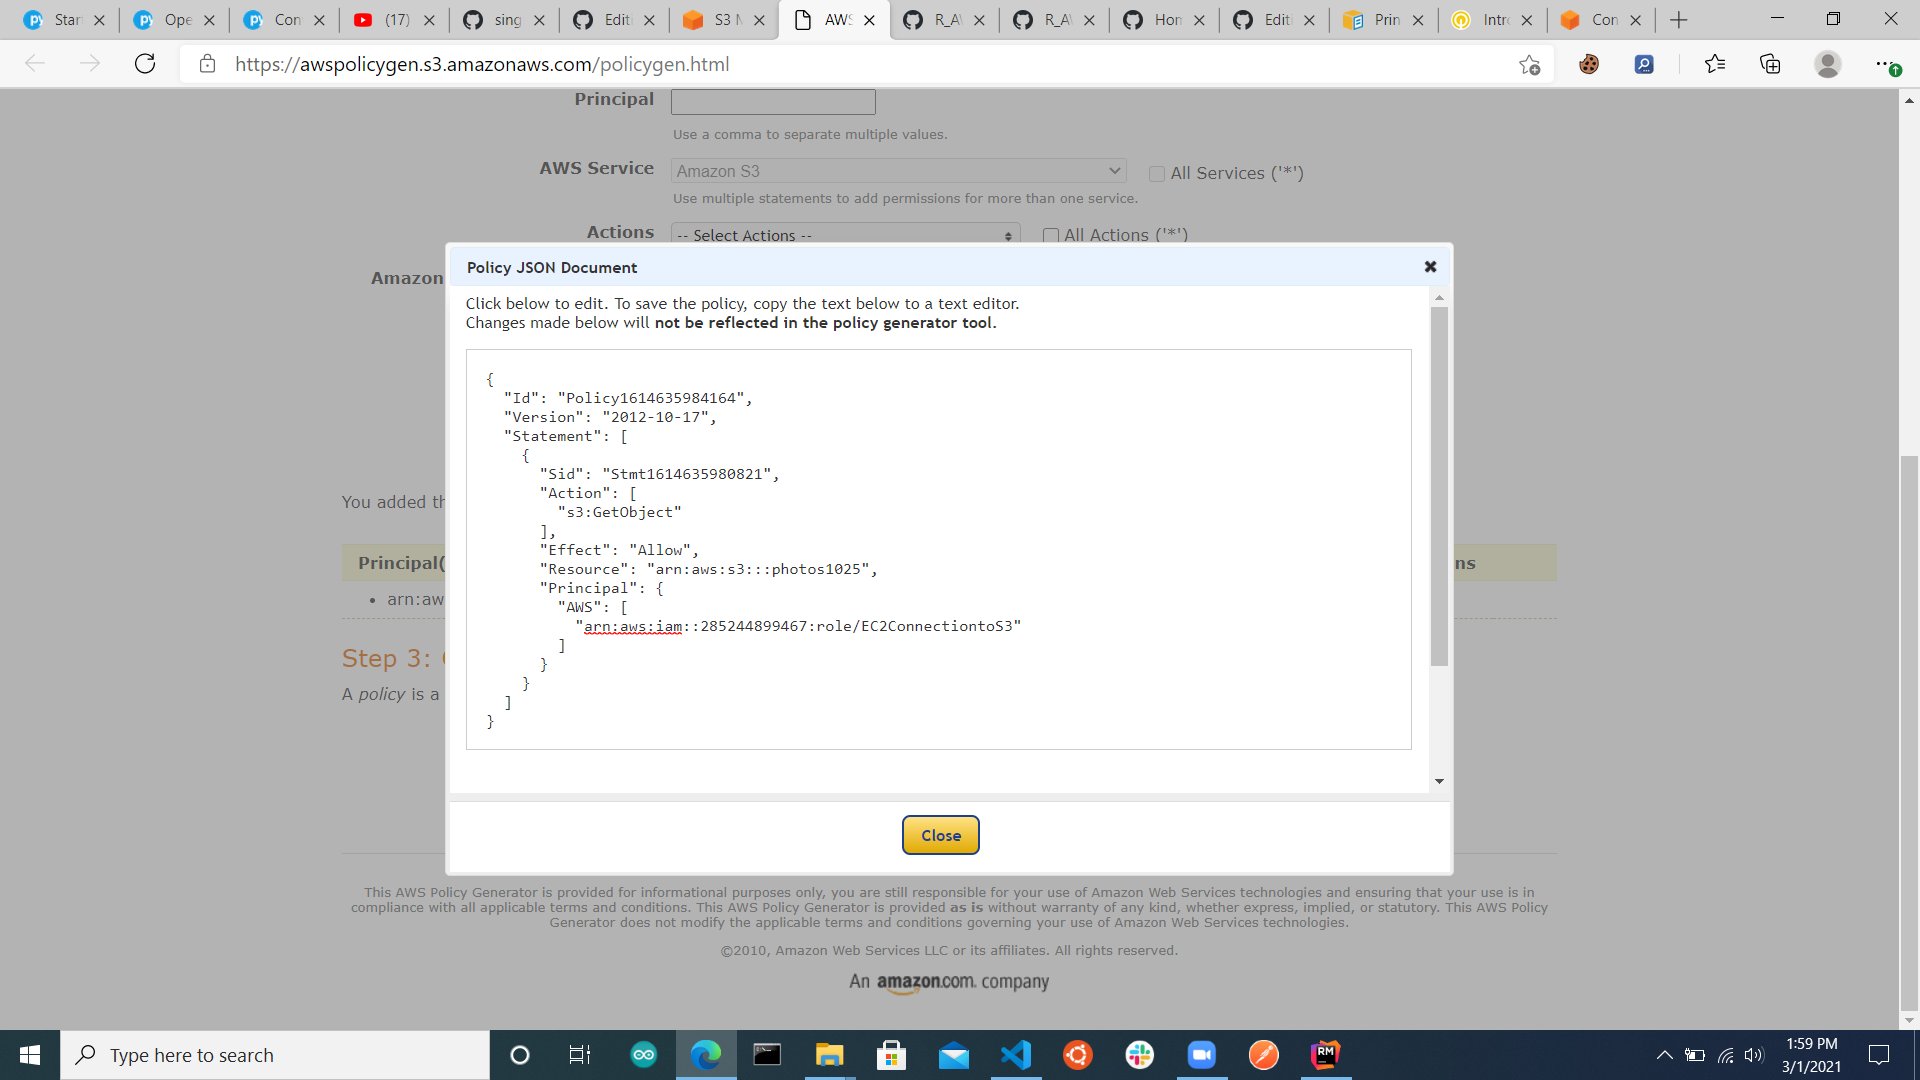 Star
Ope
Con
(17)
sing
Editi
S3 M
AWS
R_AW
R_AW
Hom
Editi
Prin
Intro
Con
https://awspolicygen.s3.amazonaws.com/policygen.html
Principal
Use a comma to separate multiple values.
AWS Service
Amazon S3
All Services ('*')
Use multiple statements to add permissions for more than one service.
Actions
-- Select Actions --
All Actions ('*')
Amazon
Policy JSON Document
Click below to edit. To save the policy, copy the text below to a text editor.
Changes made below will not be reflected in the policy generator tool.
{
"Id": "Policy1614635984164",
"Version": "2012-10-17",
"Statement": [
{
"Sid": "Stmt1614635980821",
"Action": [
"s3:GetObject"
],
"Effect": "Allow",
"Resource": "arn:aws:s3:::photos1025",
"Principal": {
"AWS": [
"arn:aws:iam::285244899467:role/EC2ConnectiontoS3"
]
}
}
]
}
Close
You added th
Principal(
ns
• arn:aw
Step 3:
A policy is a
This AWS Policy Generator is provided for informational purposes only, you are still responsible for your use of Amazon Web Services technologies and ensuring that your use is in
compliance with all applicable terms and conditions. This AWS Policy Generator is provided as is without warranty of any kind, whether express, implied, or statutory. This AWS Policy
Generator does not modify the applicable terms and conditions governing your use of Amazon Web Services technologies.
©2010, Amazon Web Services LLC or its affiliates. All rights reserved.
An amazon.com. company
Type here to search
RM
1:59 PM
3/1/2021